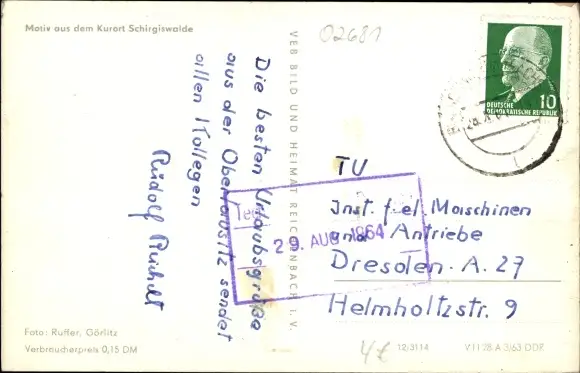 Motiv aus dem Kurort Schirgiswalde
02681
Die besten Urlaubsgrüße
aus der Oberlausitz sendet
allen Kollegen
Rudolf
VEB BILD UND HEIMAT REICHENBACH I. V.
DEUTSCHE
DEMOKRATISCHE REPUBLIK
10
TU
Inst. f. el. Maschinen
und Antriebe
Dresden A. 27
Helmholtzstr. 9
29. AUG. 1964
Foto: Ruffer, Görlitz
Verbraucherpreis 0,15 DM
4€
12/3114
V 11 28 A 3/63 DDR